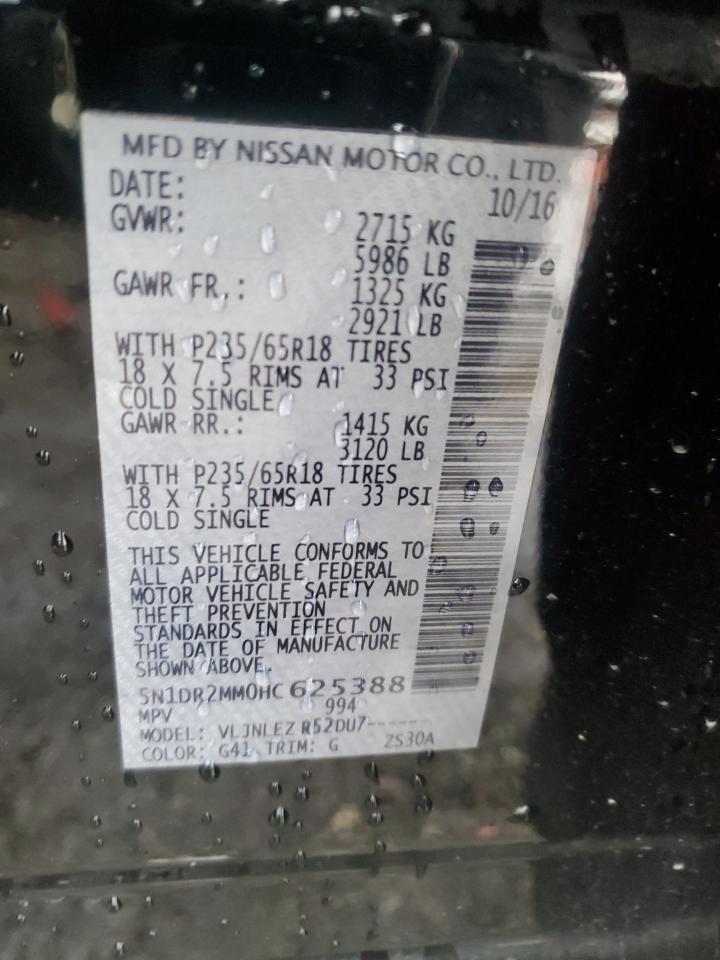 MFD BY NISSAN MOTOR CO., LTD.
DATE: 10/16
GVWR: 2715 KG
5986 LB
GAWR FR.: 1325 KG
2921 LB
WITH P235/65R18 TIRES
18 X 7.5 RIMS AT 33 PSI
COLD SINGLE
GAWR RR.: 1415 KG
3120 LB
WITH P235/65R18 TIRES
18 X 7.5 RIMS AT 33 PSI
COLD SINGLE
THIS VEHICLE CONFORMS TO
ALL APPLICABLE FEDERAL
MOTOR VEHICLE SAFETY AND
THEFT PREVENTION
STANDARDS IN EFFECT ON
THE DATE OF MANUFACTURE
SHOWN ABOVE.
5N1DR2MM0HC 625388
MPV 994
MODEL: VLJNLEZ R52DU7------
COLOR: G41 TRIM: G ZS30A